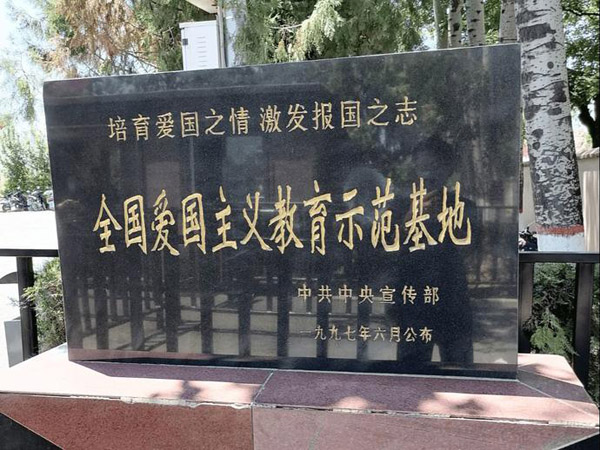 培育爱国之情 激发报国之志
全国爱国主义教育示范基地
中共中央宣传部
一九九七年六月公布